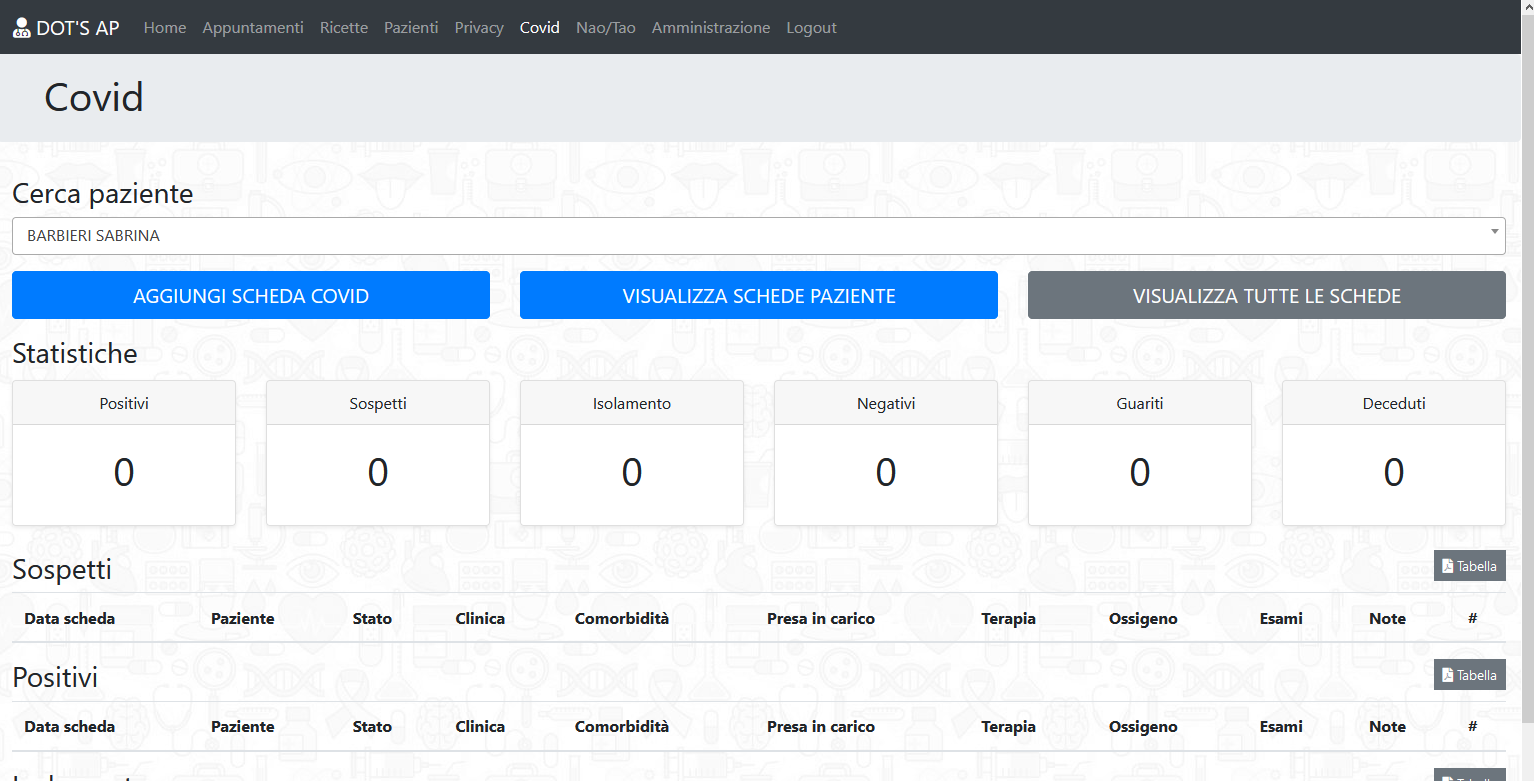 DOT'S AP Home Appuntamenti Ricette Pazienti Privacy Covid Nao/Tao Amministrazione Logout
Covid
Cerca paziente
BARBIERI SABRINA
AGGIUNGI SCHEDA COVID VISUALIZZA SCHEDE PAZIENTE VISUALIZZA TUTTE LE SCHEDE
Statistiche
Positivi Sospetti Isolamento Negativi Guariti Deceduti
0 0 0 0 0 0
Sospetti Tabella
Data scheda Paziente Stato Clinica Comorbidità Presa in carico Terapia Ossigeno Esami Note #
Positivi Tabella
Data scheda Paziente Stato Clinica Comorbidità Presa in carico Terapia Ossigeno Esami Note #